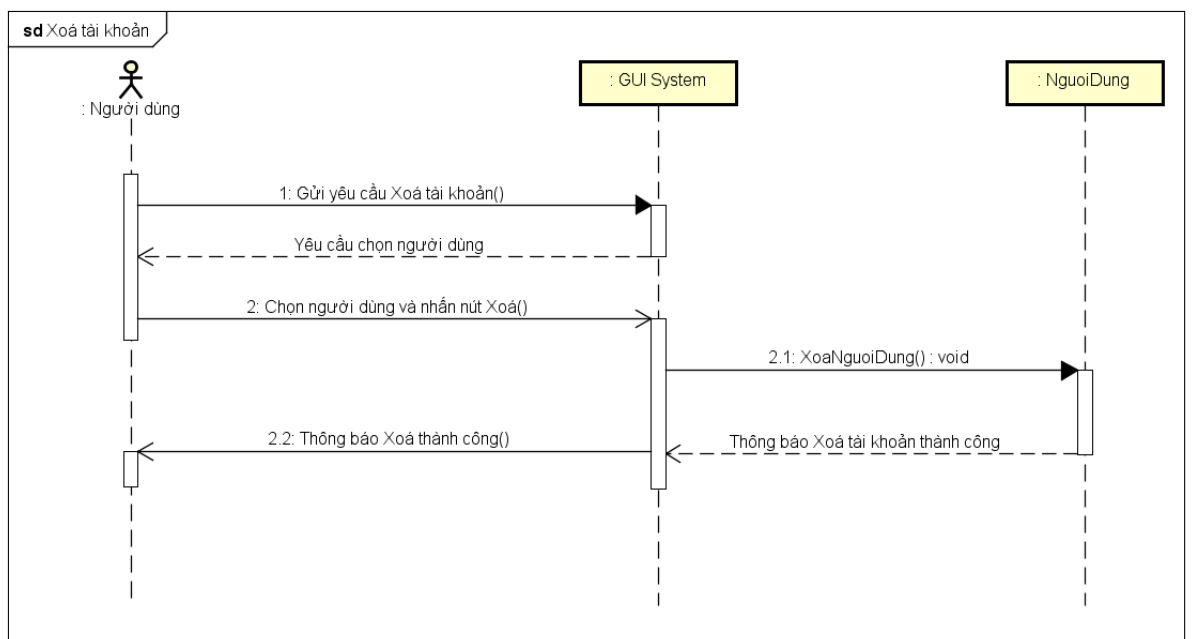 sd Xoá tài khoản
: Người dùng
: GUI System
: NguoiDung
1: Gửi yêu cầu Xoá tài khoản()
Yêu cầu chọn người dùng
2: Chọn người dùng và nhấn nút Xoá()
2.1: XoaNguoiDung() : void
2.2: Thông báo Xoá thành công()
Thông báo Xoá tài khoản thành công